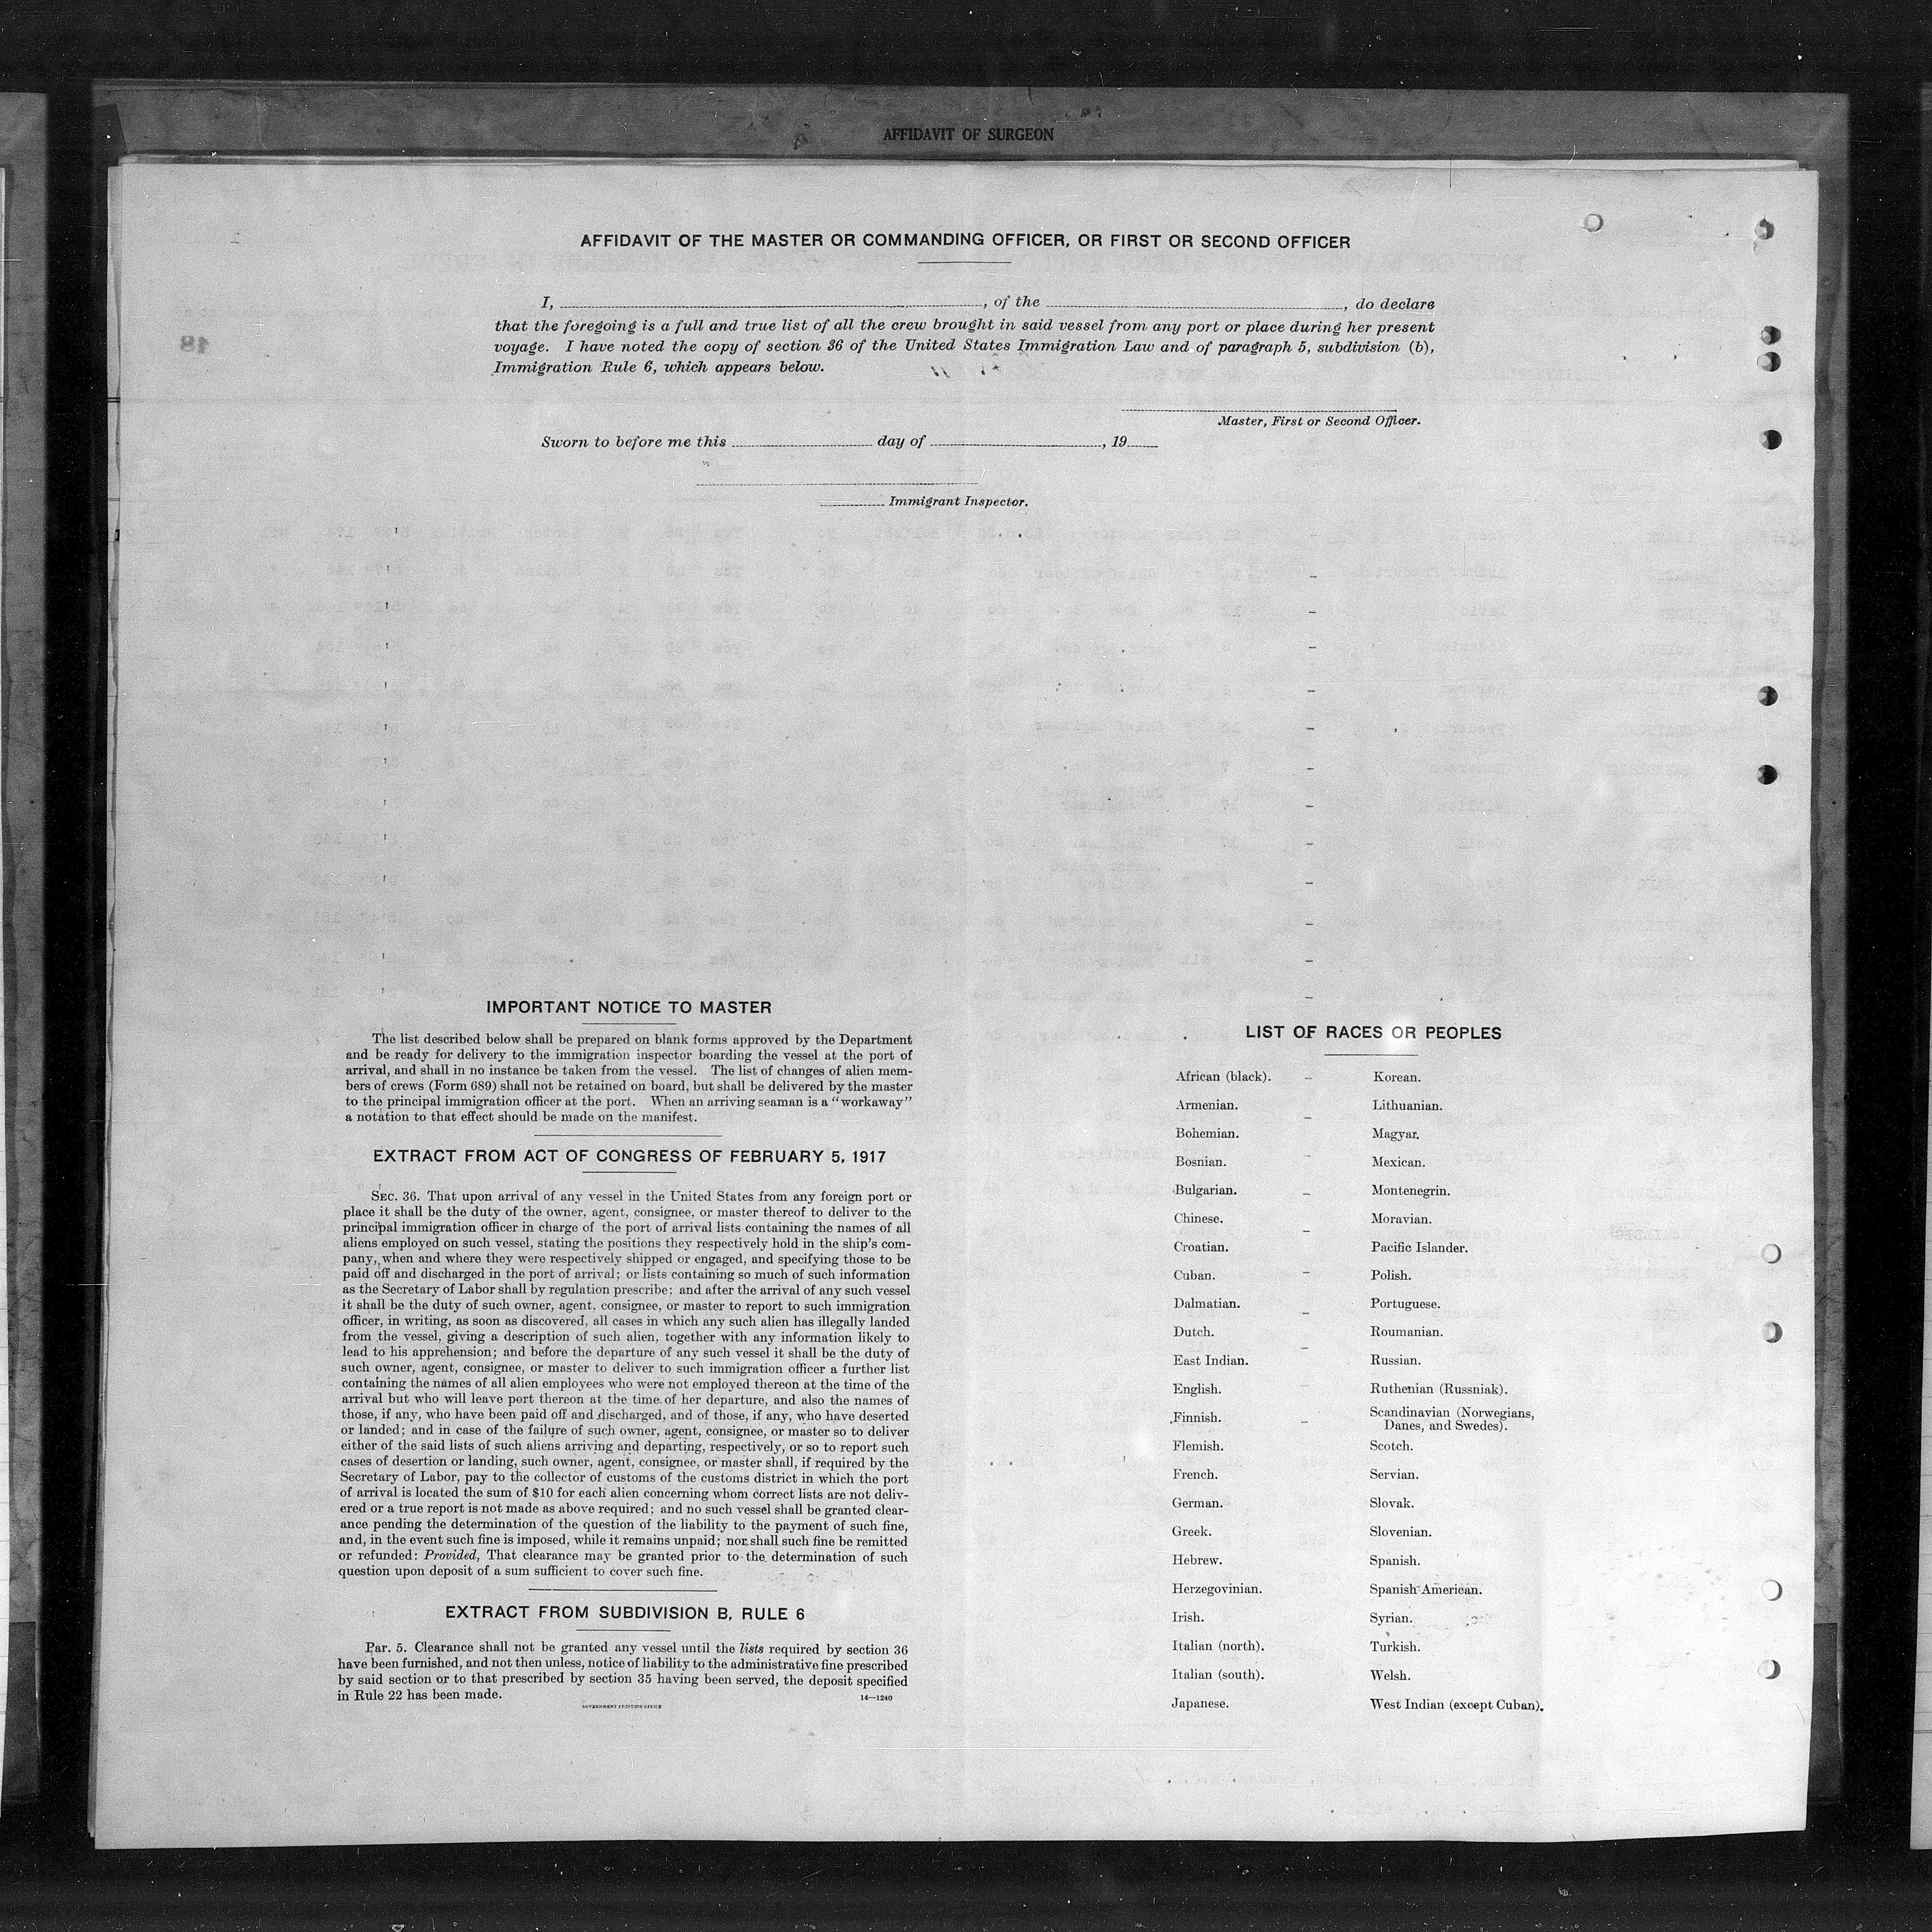 AFFIDAVIT OF SURGEON
AFFIDAVIT OF THE MASTER OR COMMANDING OFFICER, OR FIRST OR SECOND OFFICER
I, , of the , do declare
that the foregoing is a full and true list of all the crew brought in said vessel from any port or place during her present
voyage. I have noted the copy of section 36 of the United States Immigration Law and of paragraph 5, subdivision (b),
Immigration Rule 6, which appears below.
Master, First or Second Officer.
Sworn to before me this day of , 19
Immigrant Inspector.
IMPORTANT NOTICE TO MASTER
The list described below shall be prepared on blank forms approved by the Department
and be ready for delivery to the immigration inspector boarding the vessel at the port of
arrival, and shall in no instance be taken from the vessel. The list of changes of alien mem-
bers of crews (Form 689) shall not be retained on board, but shall be delivered by the master
to the principal immigration officer at the port. When an arriving seaman is a "workaway"
a notation to that effect should be made on the manifest.
EXTRACT FROM ACT OF CONGRESS OF FEBRUARY 5, 1917
SEC. 36. That upon arrival of any vessel in the United States from any foreign port or
place it shall be the duty of the owner, agent, consignee, or master thereof to deliver to the
principal immigration officer in charge of the port of arrival lists containing the names of all
aliens employed on such vessel, stating the positions they respectively hold in the ship's com-
pany, when and where they were respectively shipped or engaged, and specifying those to be
paid off and discharged in the port of arrival; or lists containing so much of such information
as the Secretary of Labor shall by regulation prescribe; and after the arrival of any such vessel
it shall be the duty of such owner, agent, consignee, or master to report to such immigration
officer, in writing, as soon as discovered, all cases in which any such alien has illegally landed
from the vessel, giving a description of such alien, together with any information likely to
lead to his apprehension; and before the departure of any such vessel it shall be the duty of
such owner, agent, consignee, or master to deliver to such immigration officer a further list
containing the names of all alien employees who were not employed thereon at the time of the
arrival but who will leave port thereon at the time of her departure, and also the names of
those, if any, who have been paid off and discharged, and of those, if any, who have deserted
or landed; and in case of the failure of such owner, agent, consignee, or master so to deliver
either of the said lists of such aliens arriving and departing, respectively, or so to report such
cases of desertion or landing, such owner, agent, consignee, or master shall, if required by the
Secretary of Labor, pay to the collector of customs of the customs district in which the port
of arrival is located the sum of $10 for each alien concerning whom correct lists are not deliv-
ered or a true report is not made as above required; and no such vessel shall be granted clear-
ance pending the determination of the question of the liability to the payment of such fine,
and, in the event such fine is imposed, while it remains unpaid; nor shall such fine be remitted
or refunded: Provided, That clearance may be granted prior to the determination of such
question upon deposit of a sum sufficient to cover such fine.
EXTRACT FROM SUBDIVISION B, RULE 6
Par. 5. Clearance shall not be granted any vessel until the lists required by section 36
have been furnished, and not then unless, notice of liability to the administrative fine prescribed
by said section or to that prescribed by section 35 having been served, the deposit specified
in Rule 22 has been made.
14—1240
GOVERNMENT PRINTING OFFICE
LIST OF RACES OR PEOPLES
African (black).
Armenian.
Bohemian.
Bosnian.
Bulgarian.
Chinese.
Croatian.
Cuban.
Dalmatian.
Dutch.
East Indian.
English.
Finnish.
Flemish.
French.
German.
Greek.
Hebrew.
Herzegovinian.
Irish.
Italian (north).
Italian (south).
Japanese.
Korean.
Lithuanian.
Magyar.
Mexican.
Montenegrin.
Moravian.
Pacific Islander.
Polish.
Portuguese.
Roumanian.
Russian.
Ruthenian (Russniak).
Scandinavian (Norwegians,
Danes, and Swedes).
Scotch.
Servian.
Slovak.
Slovenian.
Spanish.
Spanish-American.
Syrian.
Turkish.
Welsh.
West Indian (except Cuban).